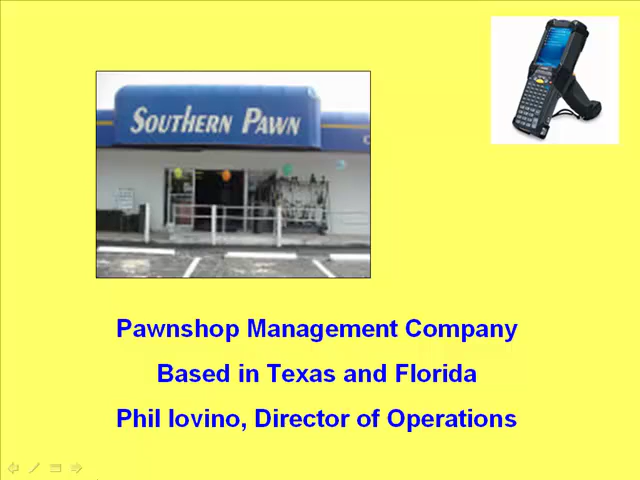 SOUTHERN PAWN
Pawnshop Management Company
Based in Texas and Florida
Phil Iovino, Director of Operations